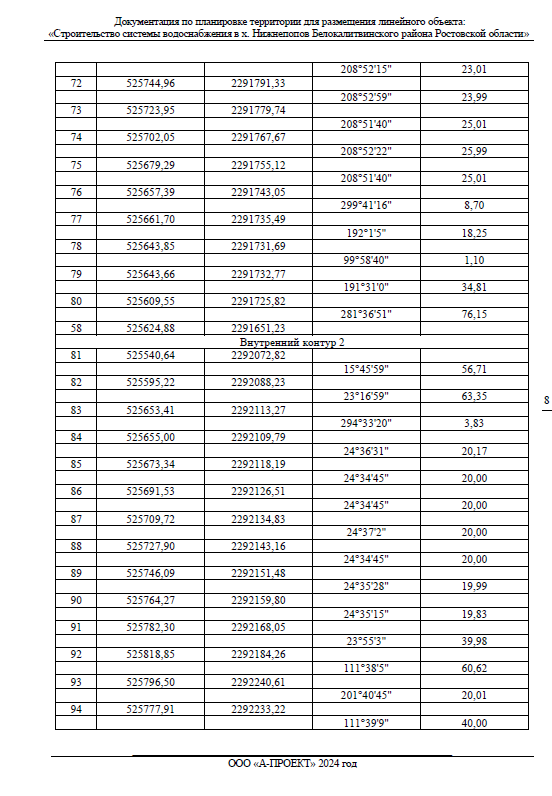 Документация по планировке территории для размещения линейного объекта:
«Строительство системы водоснабжения в х. Нижнепопов Белокалитвинского района Ростовской области»
208°52'15" 23,01
72 525744,96 2291791,33
208°52'59" 23,99
73 525723,95 2291779,74
208°51'40" 25,01
74 525702,05 2291767,67
208°52'22" 25,99
75 525679,29 2291755,12
208°51'40" 25,01
76 525657,39 2291743,05
299°41'16" 8,70
77 525661,70 2291735,49
192°1'5" 18,25
78 525643,85 2291731,69
99°58'40" 1,10
79 525643,66 2291732,77
191°31'0" 34,81
80 525609,55 2291725,82
281°36'51" 76,15
58 525624,88 2291651,23
Внутренний контур 2
81 525540,64 2292072,82
15°45'59" 56,71
82 525595,22 2292088,23
23°16'59" 63,35
83 525653,41 2292113,27
8
294°33'20" 3,83
84 525655,00 2292109,79
24°36'31" 20,17
85 525673,34 2292118,19
24°34'45" 20,00
86 525691,53 2292126,51
24°34'45" 20,00
87 525709,72 2292134,83
24°37'2" 20,00
88 525727,90 2292143,16
24°34'45" 20,00
89 525746,09 2292151,48
24°35'28" 19,99
90 525764,27 2292159,80
24°35'15" 19,83
91 525782,30 2292168,05
23°55'3" 39,98
92 525818,85 2292184,26
111°38'5" 60,62
93 525796,50 2292240,61
201°40'45" 20,01
94 525777,91 2292233,22
111°39'9" 40,00
ООО «А-ПРОЕКТ» 2024 год